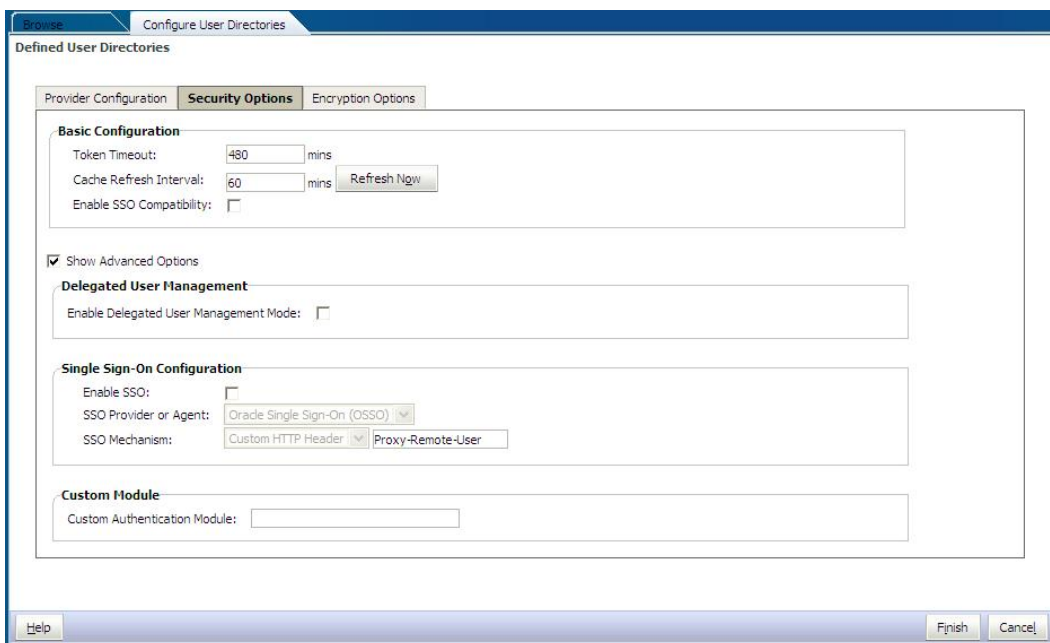 Browse
Configure User Directories
Defined User Directories
Provider Configuration
Security Options
Encryption Options
Basic Configuration
Token Timeout: 480 mins
Cache Refresh Interval: 60 mins Refresh Now
Enable SSO Compatibility:
Show Advanced Options
Delegated User Management
Enable Delegated User Management Mode:
Single Sign-On Configuration
Enable SSO:
SSO Provider or Agent: Oracle Single Sign-On (OSSO)
SSO Mechanism: Custom HTTP Header Proxy-Remote-User
Custom Module
Custom Authentication Module:
Help
Finish
Cancel